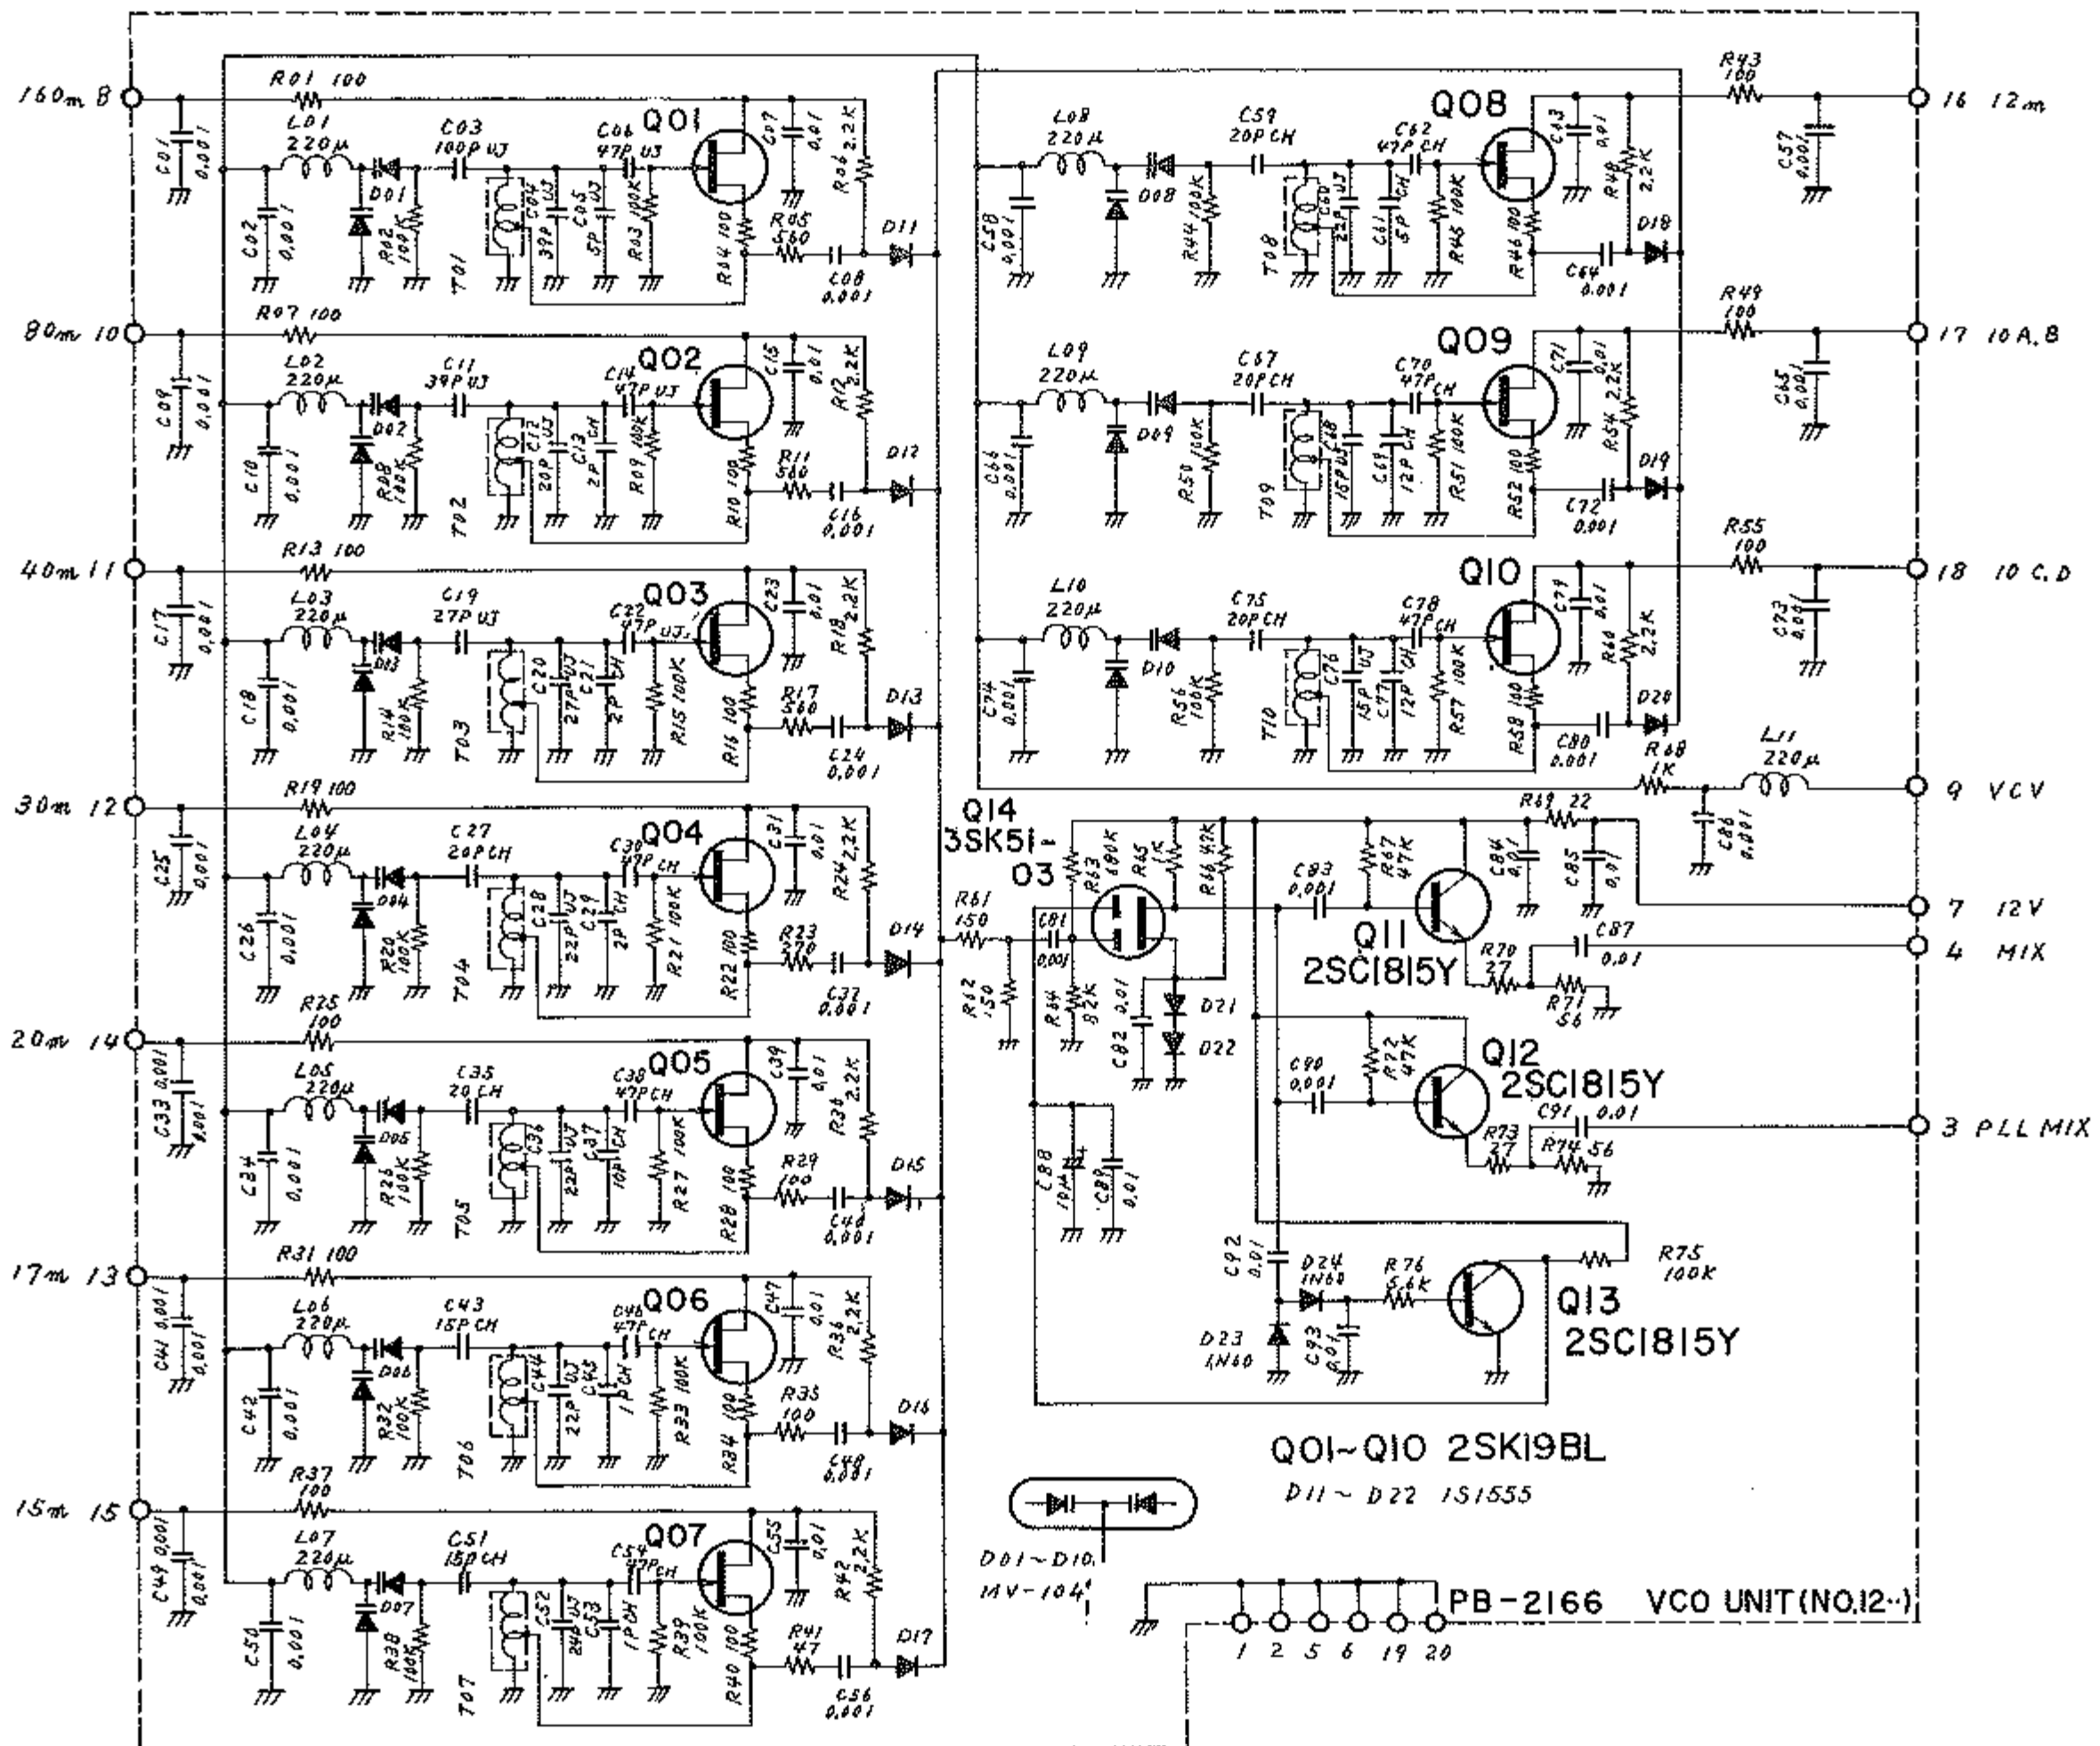 160m 8
C01 0.001
R01 100
L01
220μ
C02 0.001
D01
R02 100K
C03
100P UJ
T01
C04
39P UJ
C05
5P UJ
C06
47P UJ
R03 100K
Q01
R04 100
C07 0.01
R05
560
R06 2.2K
C08
0.001
D11
80m 10
C09 0.001
R07 100
L02
220μ
C10 0.001
D02
R08 100K
C11
39P UJ
T02
C12
20P UJ
C13
2P CH
C14
47P UJ
R09 100K
Q02
R10 100
C15 0.01
R11
560
R12 2.2K
C16
0.001
D12
40m 11
C17 0.001
R13 100
L03
220μ
C18 0.001
D03
R14 100K
C19
27P UJ
T03
C20
27P UJ
C21
2P CH
C22
47P UJ
R15 100K
Q03
R16 100
C23 0.01
R17
560
R18 2.2K
C24
0.001
D13
30m 12
C25 0.001
R19 100
L04
220μ
C26 0.001
D04
R20 100K
C27
20P CH
T04
C28
22P UJ
C29
2P CH
C30
47P CH
R21 100K
Q04
R22 100
C31 0.01
R23
270
R24 2.2K
C32
0.001
D14
20m 14
C33 0.001
0.001
R25
100
L05
220μ
C34 0.001
D05
R26 100K
C35
20 CH
T05
C36
22P UJ
C37
10P CH
C38
47P CH
R27 100K
Q05
R28 100
C39 0.01
R29
100
R36 2.2K
C40
0.001
D15
17m 13
C41 0.001
0.001
R31 100
L06
220μ
C42 0.001
D06
R32 100K
C43
15P CH
T06
C44
22P UJ
C45
1P CH
C46
47P CH
R33 100K
Q06
R34 100
C47 0.01
R35
100
R36 2.2K
C48
0.001
D16
15m 15
C49 0.001
0.001
R37
100
L07
220μ
C50 0.001
D07
R38 100K
C51
15P CH
T07
C52
24P UJ
C53
1P CH
C54
47P CH
R39 100K
Q07
R40 100
C55 0.01
R41
47
R42 2.2K
C56
0.001
D17
L08
220μ
C58 0.001
D08
R44 100K
C59
20P CH
T08
C60
22P UJ
C61
5P CH
C62
47P CH
R45 100K
Q08
R46 100
C63 0.01
R48 2.2K
C64
0.001
D18
R43
100
C57 0.001
16 12m
L09
220μ
C66 0.001
D09
R50 100K
C67
20P CH
T09
C68
15P UJ
C69
12P CH
C70
47P CH
R51 100K
Q09
R52 100
C71 0.01
R54 2.2K
C72
0.001
D19
R49
100
C65 0.001
17 10A.B
L10
220μ
C74 0.001
D10
R56 100K
C75
20P CH
T10
C76
15P UJ
C77
12P CH
C78
47P CH
R57 100K
Q10
R58 100
C79 0.01
R60 2.2K
C80
0.001
D20
R55
100
C73 0.001
18 10 C.D
R68
1K
L11
220μ
C86 0.001
9 VCV
Q14
3SK51-
03
R61
150
R62 150
C81
0.001
R63 680K
R64 82K
R65 1K
R66 47K
C82 0.01
D21
D22
C83
0.001
R67 47K
Q11
2SC1815Y
R69 22
C84 0.01
C85 0.01
7 12V
R70
27
R71
56
C87
0.01
4 MIX
C90
0.001
R72 47K
Q12
2SC1815Y
C91 0.01
R73
27
R74 56
3 PLL MIX
C88 10μ
+
C89 0.01
C92 0.01
D24
1N60
R76
5.6K
D23
1N60
C93 0.01
Q13
2SC1815Y
R75
100K
Q01~Q10 2SK19BL
D11 ~ D22 1S1555
D01~D10
MV-104
PB-2166 VCO UNIT(NO.12··)
1 2 5 6 19 20